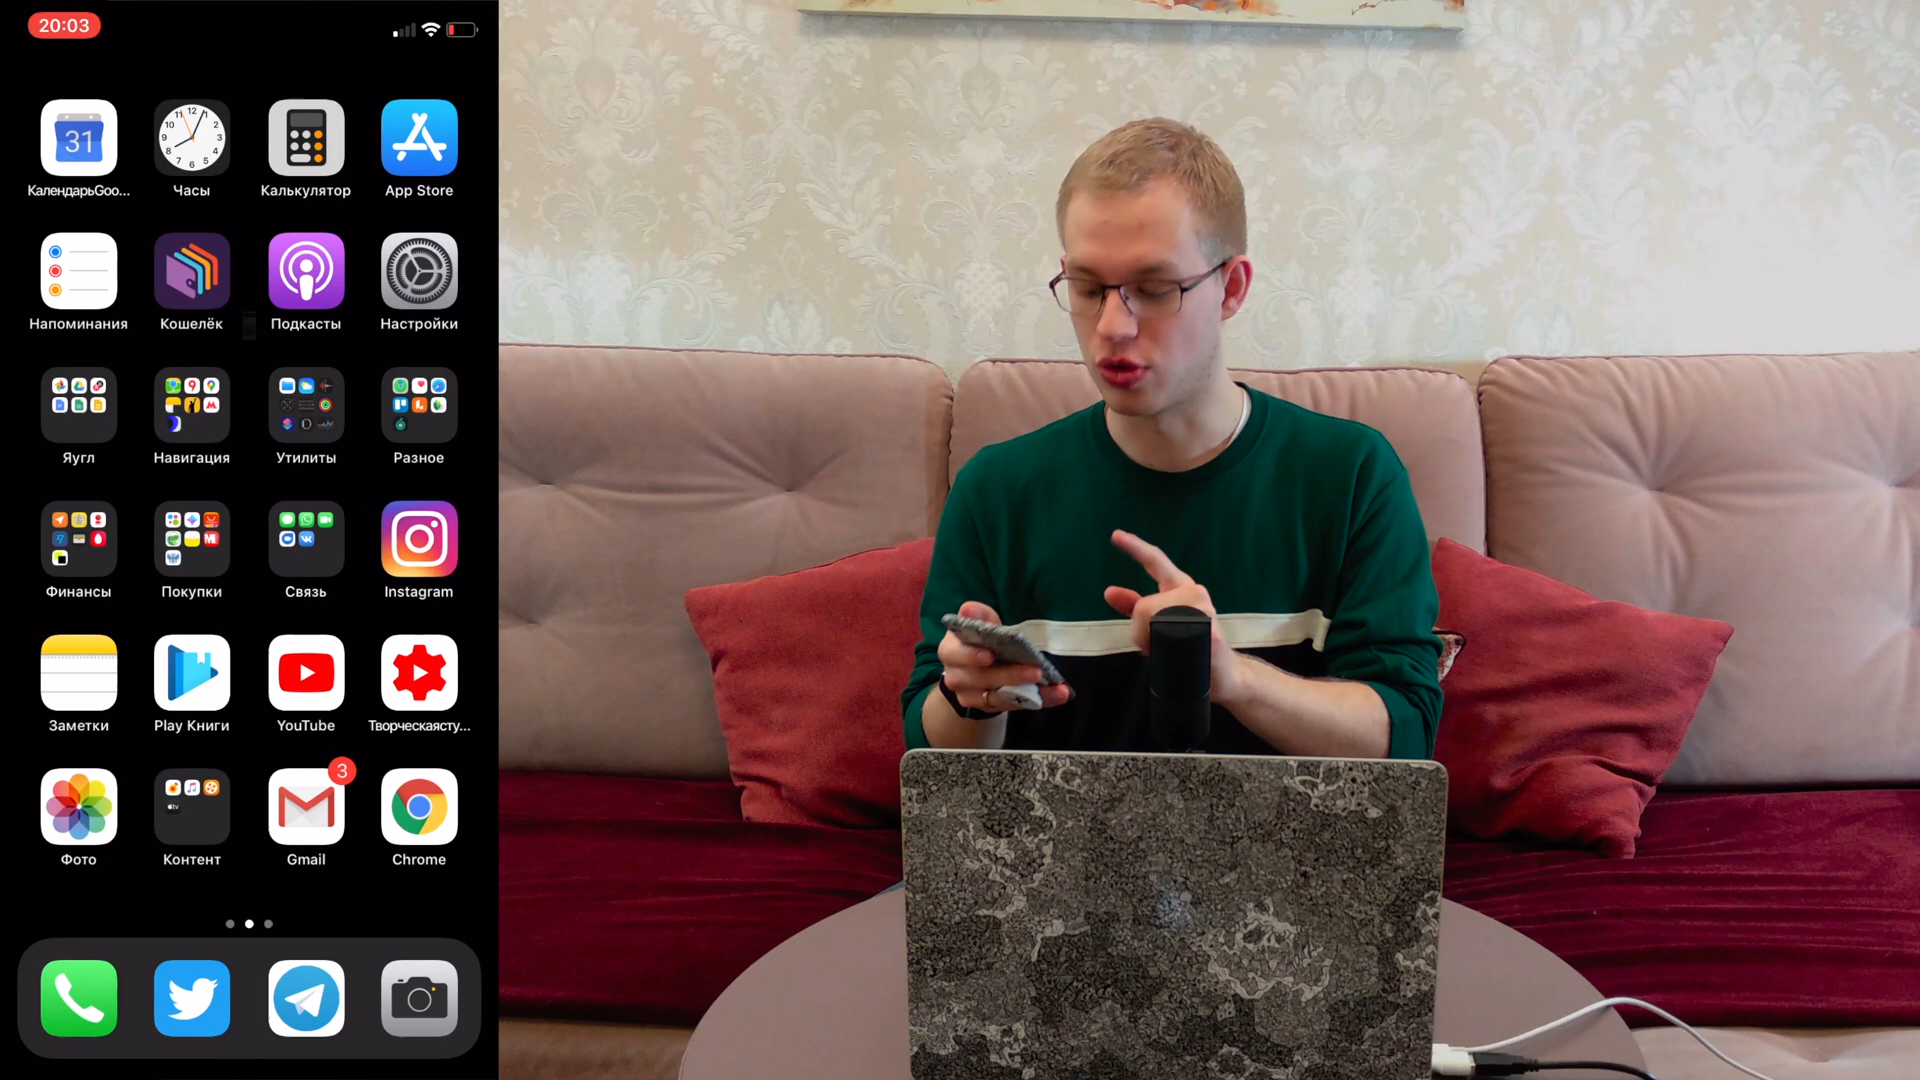 20:03
КалендарьGoo... Часы Калькулятор App Store
31
Напоминания Кошелёк Подкасты Настройки
Яугл Навигация Утилиты Разное
Финансы Покупки Связь Instagram
Заметки Play Книги YouTube Творческаясту...
3
Фото Контент Gmail Chrome